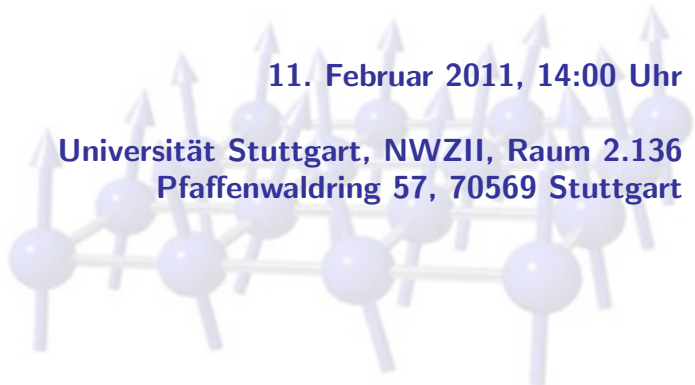 11. Februar 2011, 14:00 Uhr
Universität Stuttgart, NWZII, Raum 2.136
Pfaffenwaldring 57, 70569 Stuttgart